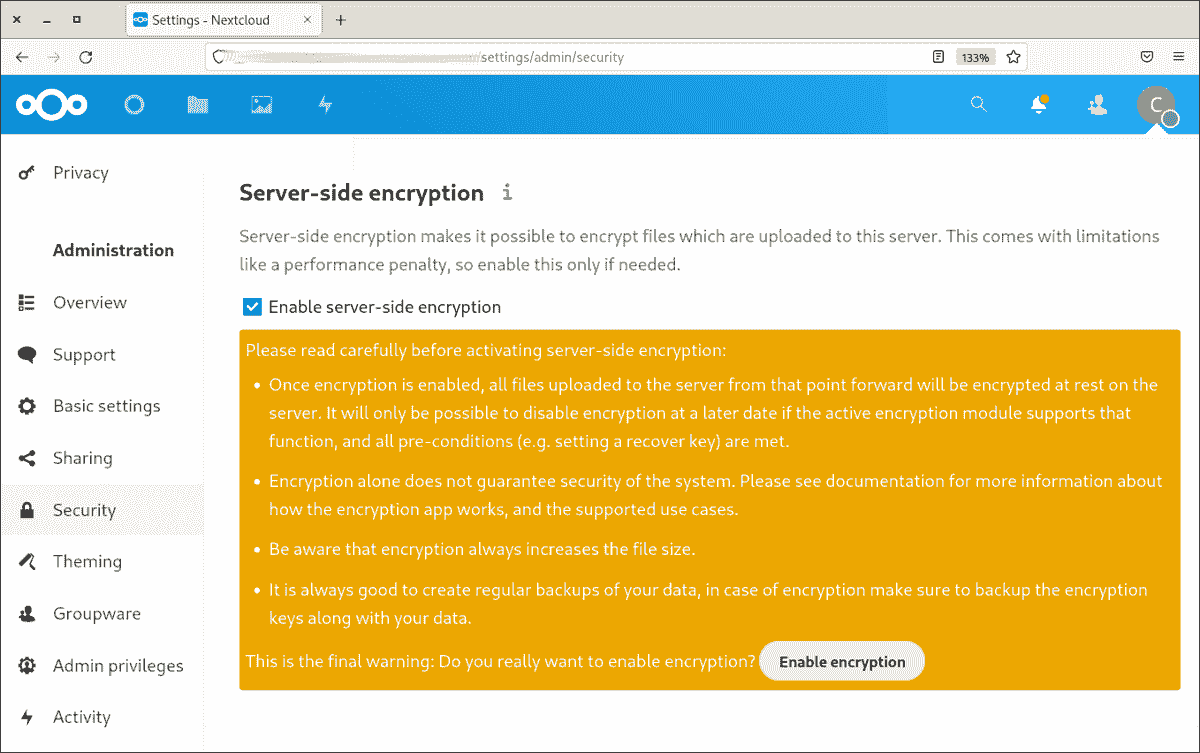 Settings - Nextcloud
/settings/admin/security
133%
C
Privacy
Administration
Overview
Support
Basic settings
Sharing
Security
Theming
Groupware
Admin privileges
Activity
Server-side encryption
Server-side encryption makes it possible to encrypt files which are uploaded to this server. This comes with limitations
like a performance penalty, so enable this only if needed.
Enable server-side encryption
Please read carefully before activating server-side encryption:
• Once encryption is enabled, all files uploaded to the server from that point forward will be encrypted at rest on the
server. It will only be possible to disable encryption at a later date if the active encryption module supports that
function, and all pre-conditions (e.g. setting a recover key) are met.
• Encryption alone does not guarantee security of the system. Please see documentation for more information about
how the encryption app works, and the supported use cases.
• Be aware that encryption always increases the file size.
• It is always good to create regular backups of your data, in case of encryption make sure to backup the encryption
keys along with your data.
This is the final warning: Do you really want to enable encryption?
Enable encryption